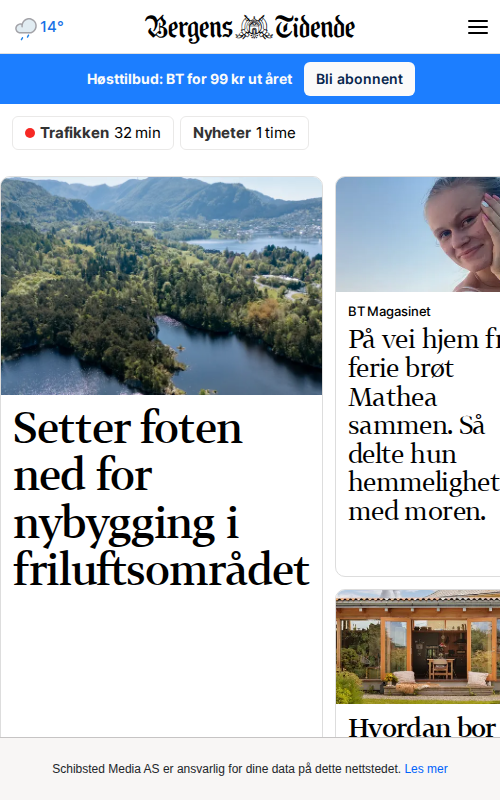 14°
Bergens Tidende
Høsttilbud: BT for 99 kr ut året
Bli abonnent
Trafikken 32 min
Nyheter 1 time
Setter foten
ned for
nybygging i
friluftsområdet
BT Magasinet
På vei hjem
ferie brøt
Mathea
sammen. Så
delte hun
med moren.
Hvordan bor
Schibsted Media AS er ansvarlig for dine data på dette nettstedet. Les mer